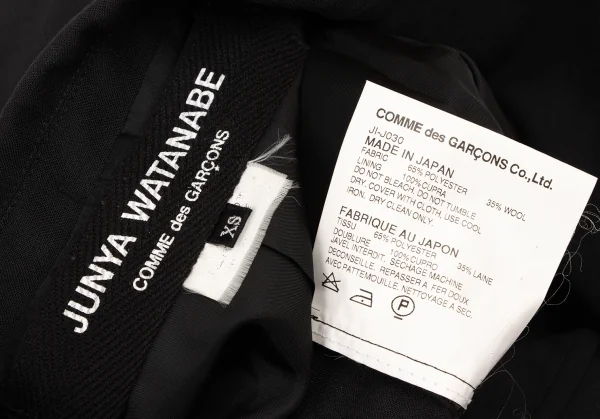 JUNYA WATANABE
COMME des GARÇONS
XS
COMME des GARÇONS Co.,Ltd.
JI-J030
MADE IN JAPAN
FABRIC 65% POLYESTER 35% WOOL
LINING 100% CUPRA
DO NOT BLEACH. DO NOT TUMBLE
DRY. COVER WITH CLOTH, USE COOL
IRON. DRY CLEAN ONLY
FABRIQUE AU JAPON
TISSU 65% POLYESTER 35% LAINE
DOUBLURE 100% CUPRO
JAVEL INTERDIT. SECHAGE MACHINE
DECONSEILLE. REPASSER A FER DOUX
AVEC PATTEMOUILLE. NETTOYAGE A SEC.
P